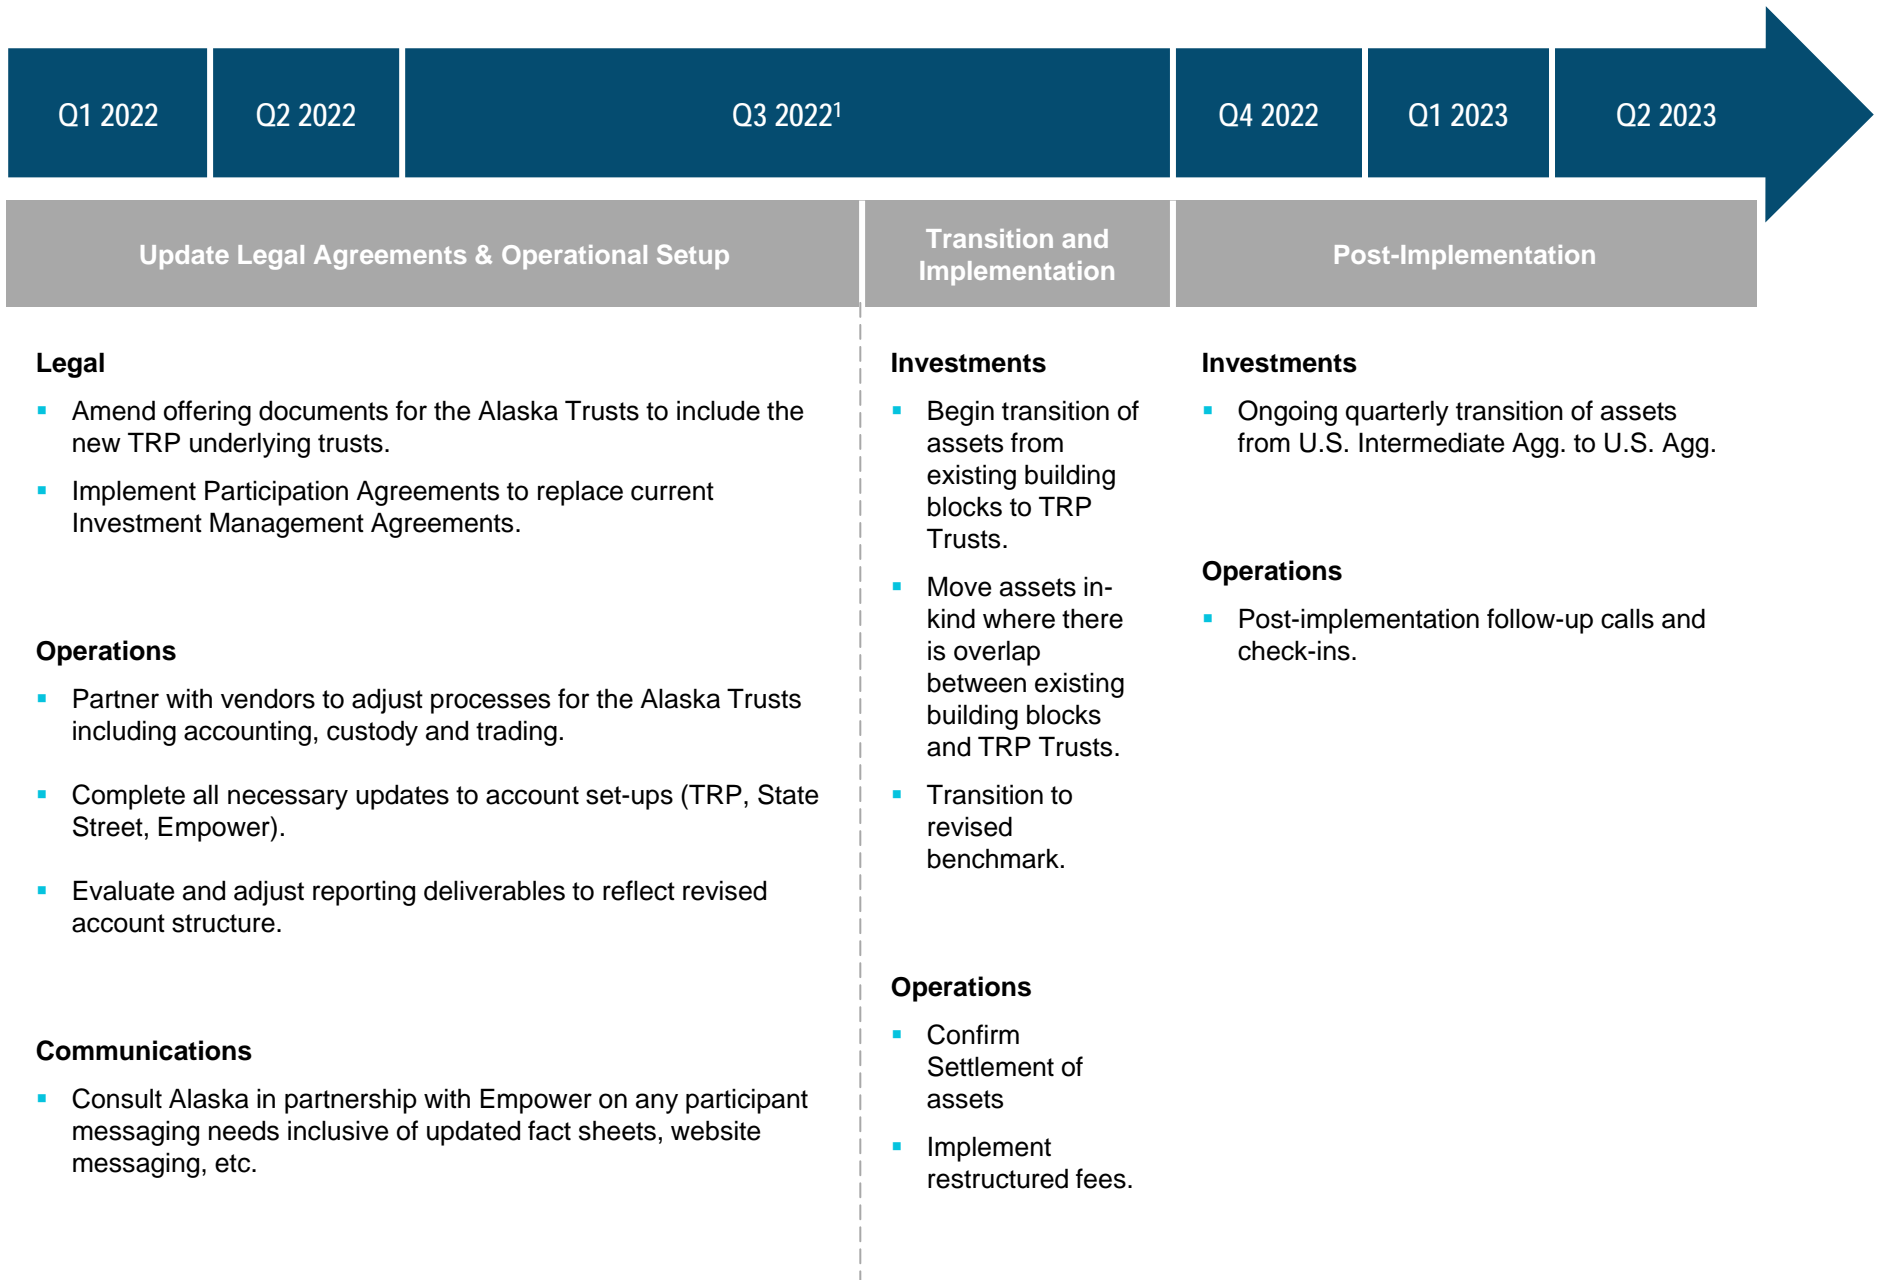 Q1 2022
Q2 2022
Q3 2022¹
Q4 2022
Q1 2023
Q2 2023
Update Legal Agreements & Operational Setup
Transition and
Implementation
Post-Implementation
Legal
▪ Amend offering documents for the Alaska Trusts to include the
new TRP underlying trusts.
▪ Implement Participation Agreements to replace current
Investment Management Agreements.
Operations
▪ Partner with vendors to adjust processes for the Alaska Trusts
including accounting, custody and trading.
▪ Complete all necessary updates to account set-ups (TRP, State
Street, Empower).
▪ Evaluate and adjust reporting deliverables to reflect revised
account structure.
Communications
▪ Consult Alaska in partnership with Empower on any participant
messaging needs inclusive of updated fact sheets, website
messaging, etc.
Investments
▪ Begin transition of
assets from
existing building
blocks to TRP
Trusts.
▪ Move assets in-
kind where there
is overlap
between existing
building blocks
and TRP Trusts.
▪ Transition to
revised
benchmark.
Operations
▪ Confirm
Settlement of
assets
▪ Implement
restructured fees.
Investments
▪ Ongoing quarterly transition of assets
from U.S. Intermediate Agg. to U.S. Agg.
Operations
▪ Post-implementation follow-up calls and
check-ins.